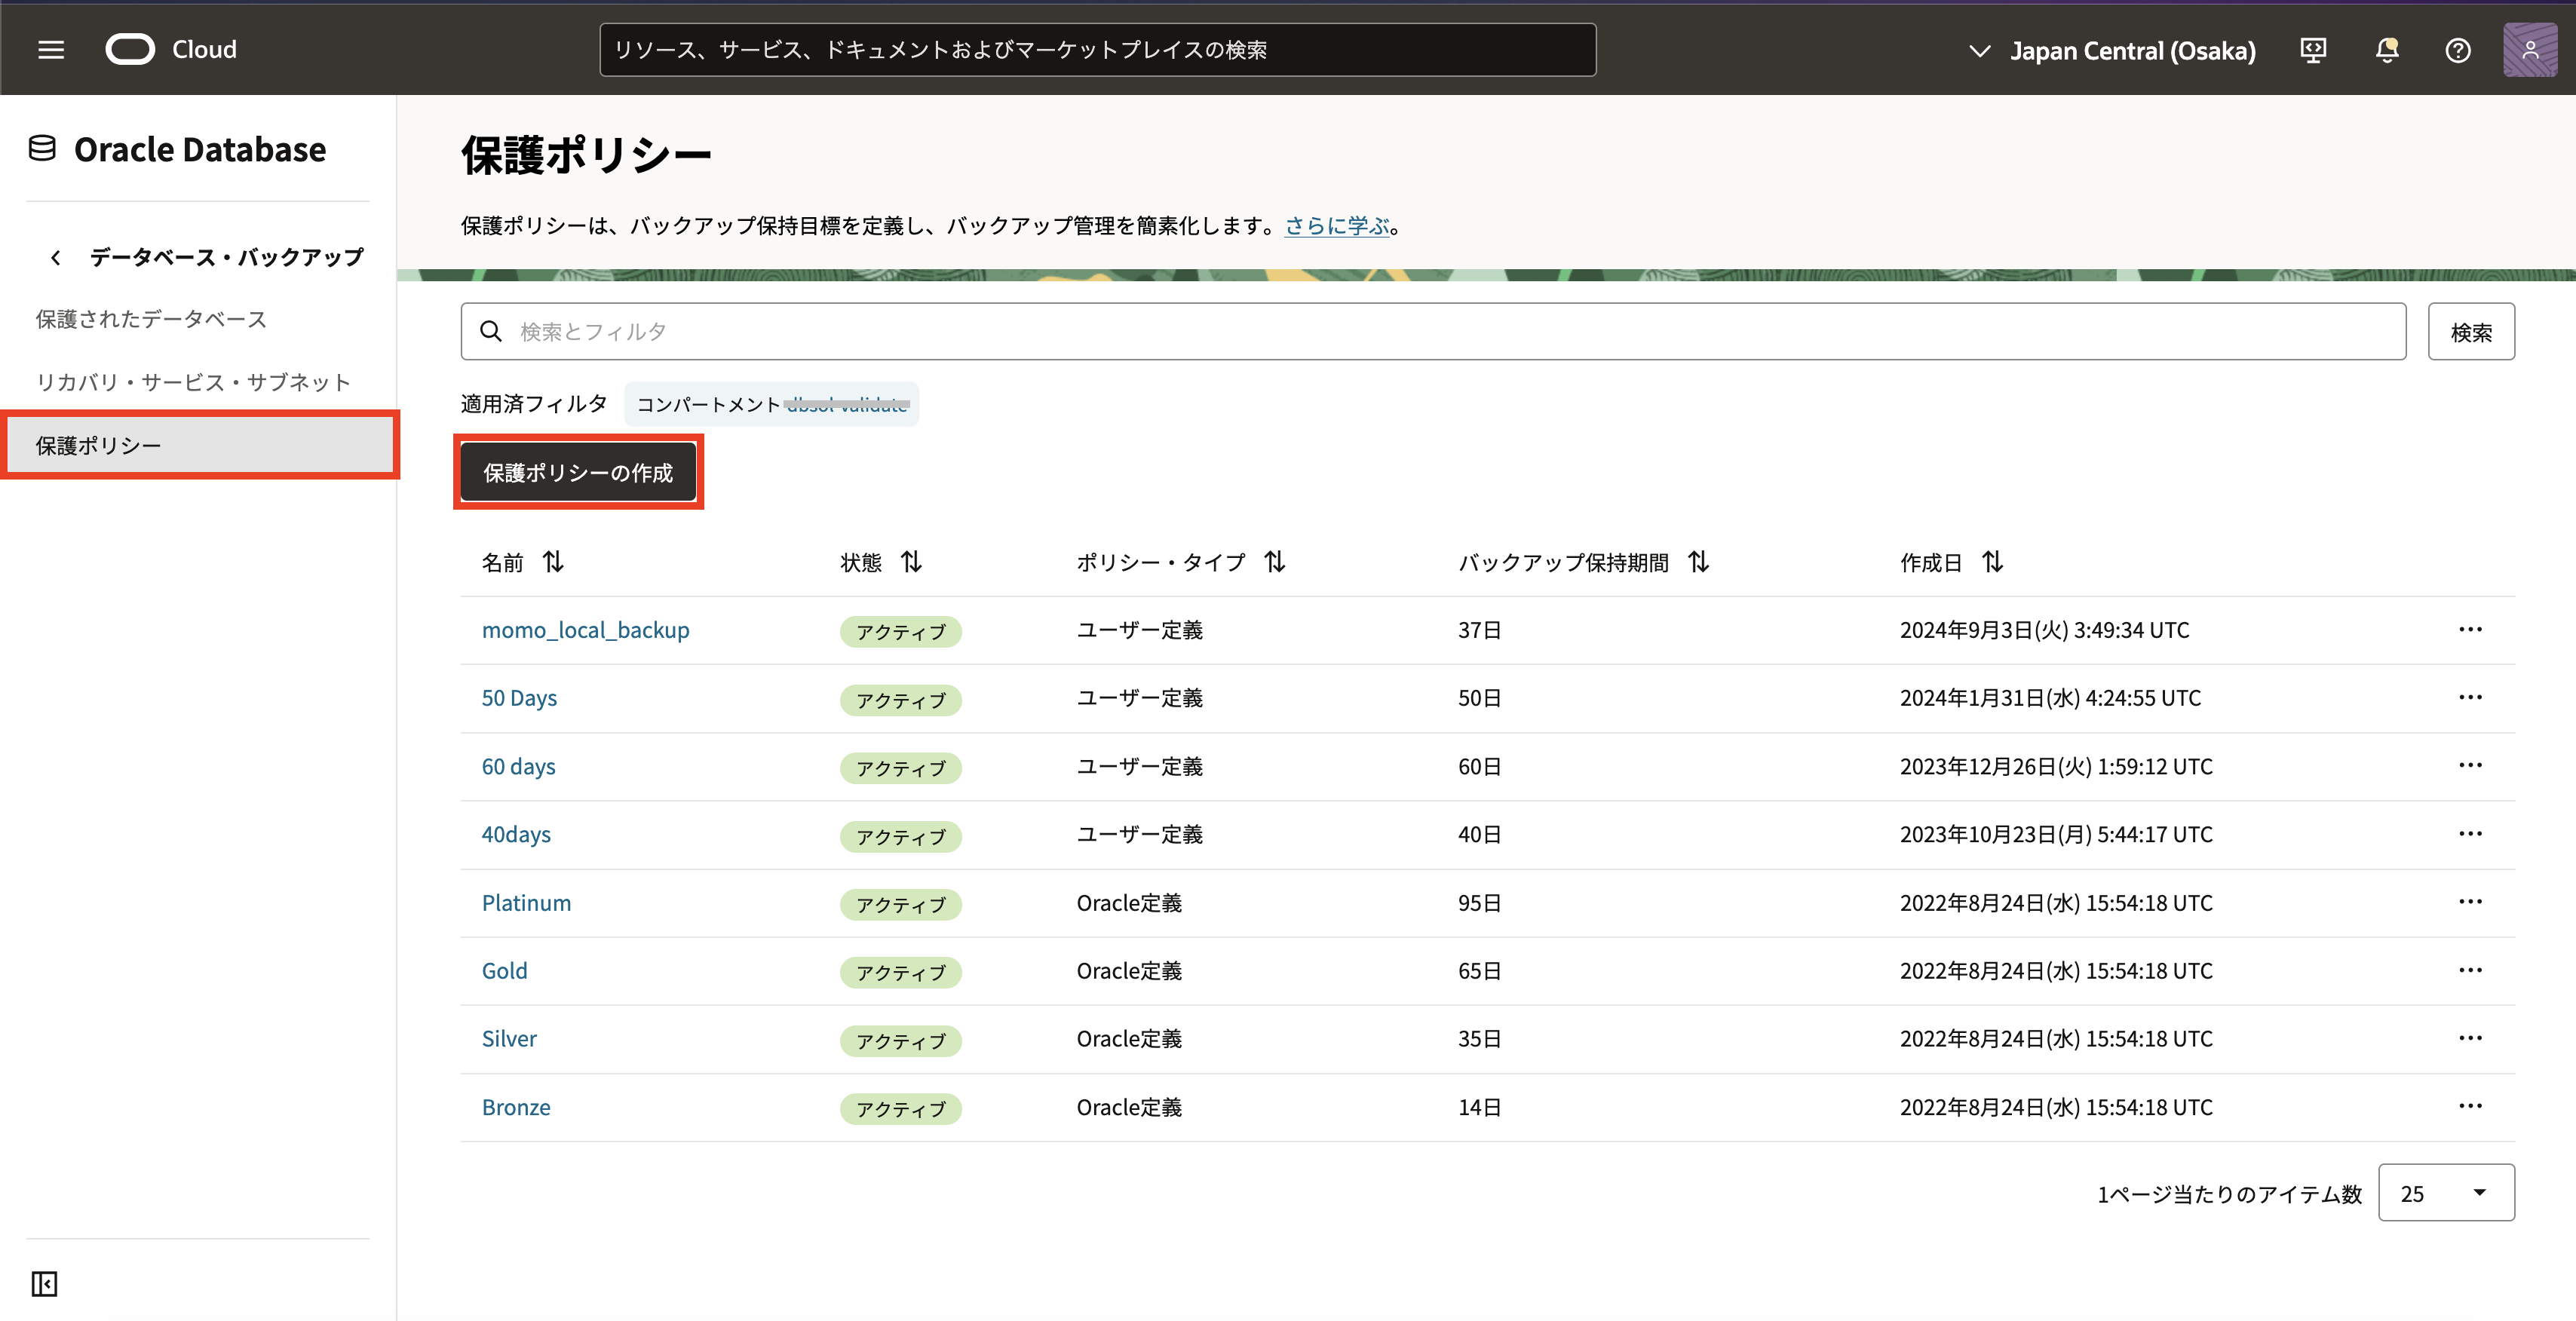 Cloud
リソース、サービス、ドキュメントおよびマーケットプレイスの検索
Japan Central (Osaka)
Oracle Database
データベース・バックアップ
保護されたデータベース
リカバリ・サービス・サブネット
保護ポリシー
保護ポリシー
保護ポリシーは、バックアップ保持目標を定義し、バックアップ管理を簡素化します。さらに学ぶ。
検索とフィルタ
検索
適用済フィルタ コンパートメント
保護ポリシーの作成
名前 状態 ポリシー・タイプ バックアップ保持期間 作成日
momo_local_backup アクティブ ユーザー定義 37日 2024年9月3日(火) 3:49:34 UTC
50 Days アクティブ ユーザー定義 50日 2024年1月31日(水) 4:24:55 UTC
60 days アクティブ ユーザー定義 60日 2023年12月26日(火) 1:59:12 UTC
40days アクティブ ユーザー定義 40日 2023年10月23日(月) 5:44:17 UTC
Platinum アクティブ Oracle定義 95日 2022年8月24日(水) 15:54:18 UTC
Gold アクティブ Oracle定義 65日 2022年8月24日(水) 15:54:18 UTC
Silver アクティブ Oracle定義 35日 2022年8月24日(水) 15:54:18 UTC
Bronze アクティブ Oracle定義 14日 2022年8月24日(水) 15:54:18 UTC
1ページ当たりのアイテム数 25